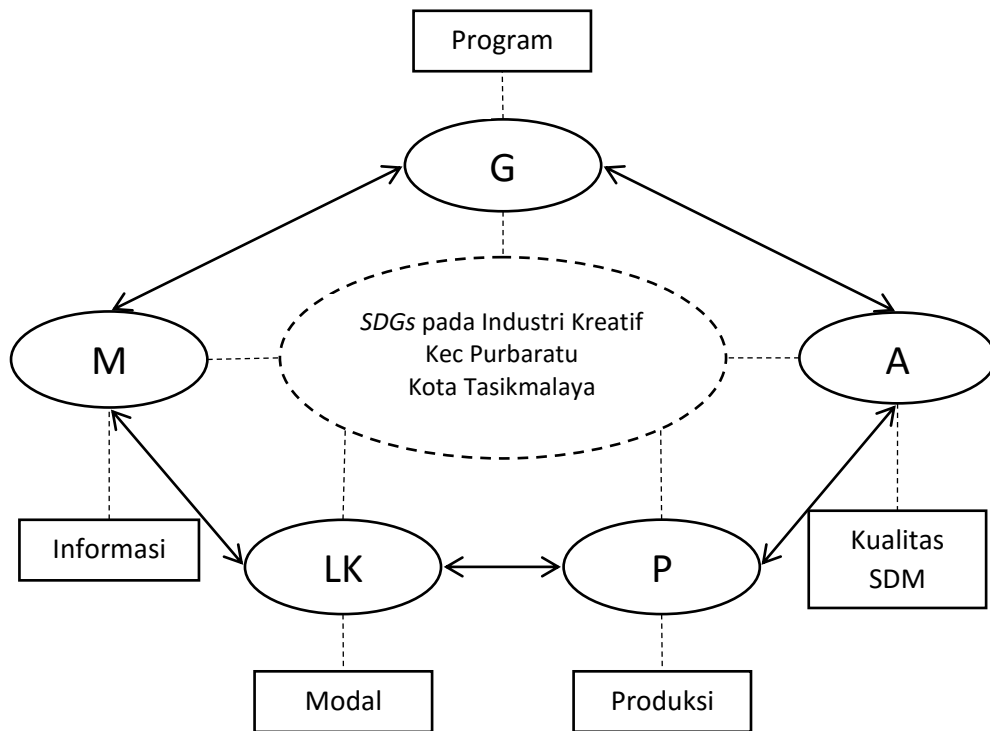 Program
G
SDGs pada Industri Kreatif
Kec Purbaratu
Kota Tasikmalaya
M
A
Informasi
LK
P
Kualitas
SDM
Modal
Produksi